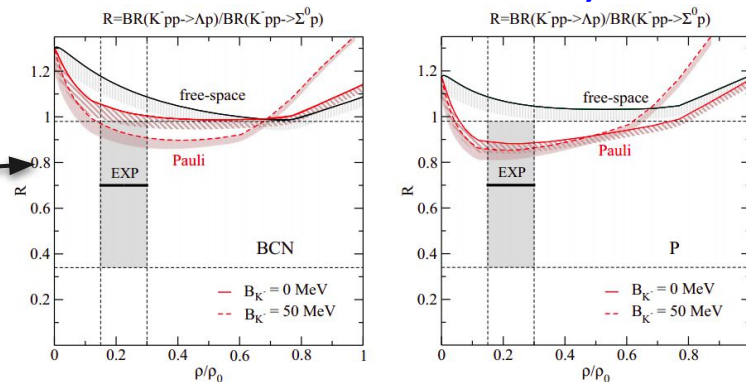 R=BR(K⁻pp->Λp)/BR(K⁻pp->Σ⁰p)
1.2
1
0.8
0.6
0.4
0.2
R
free-space
Pauli
EXP
BCN
B_K⁻ = 0 MeV
B_K⁻ = 50 MeV
0 0.2 0.4 0.6 0.8 1
ρ/ρ₀
R=BR(K⁻pp->Λp)/BR(K⁻pp->Σ⁰p)
1.2
1
0.8
0.6
0.4
0.2
R
free-space
Pauli
EXP
P
B_K⁻ = 0 MeV
B_K⁻ = 50 MeV
0 0.2 0.4 0.6 0.8
ρ/ρ₀